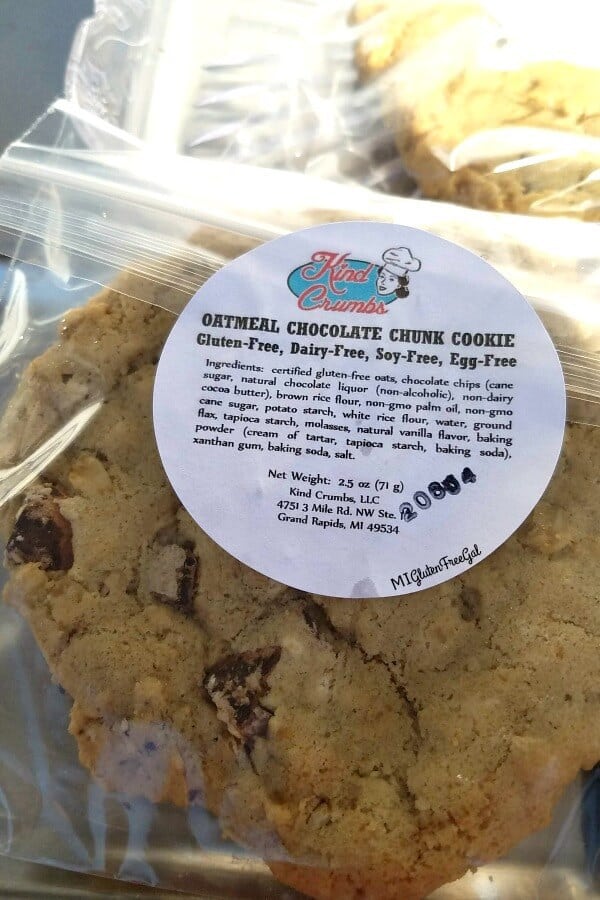 Kind
Crumbs
OATMEAL CHOCOLATE CHUNK COOKIE
Gluten-Free, Dairy-Free, Soy-Free, Egg-Free
Ingredients: certified gluten-free oats, chocolate chips (cane
sugar, natural chocolate liquor (non-alcoholic), non-dairy
cocoa butter), brown rice flour, non-gmo palm oil, non-gmo
cane sugar, potato starch, white rice flour, water, ground
flax, tapioca starch, molasses, natural vanilla flavor, baking
powder (cream of tartar, tapioca starch, baking soda),
xanthan gum, baking soda, salt.
Net Weight: 2.5 oz (71 g)
Kind Crumbs, LLC
4751 3 Mile Rd. NW Ste.
Grand Rapids, MI 49534
MIGlutenFreeGal